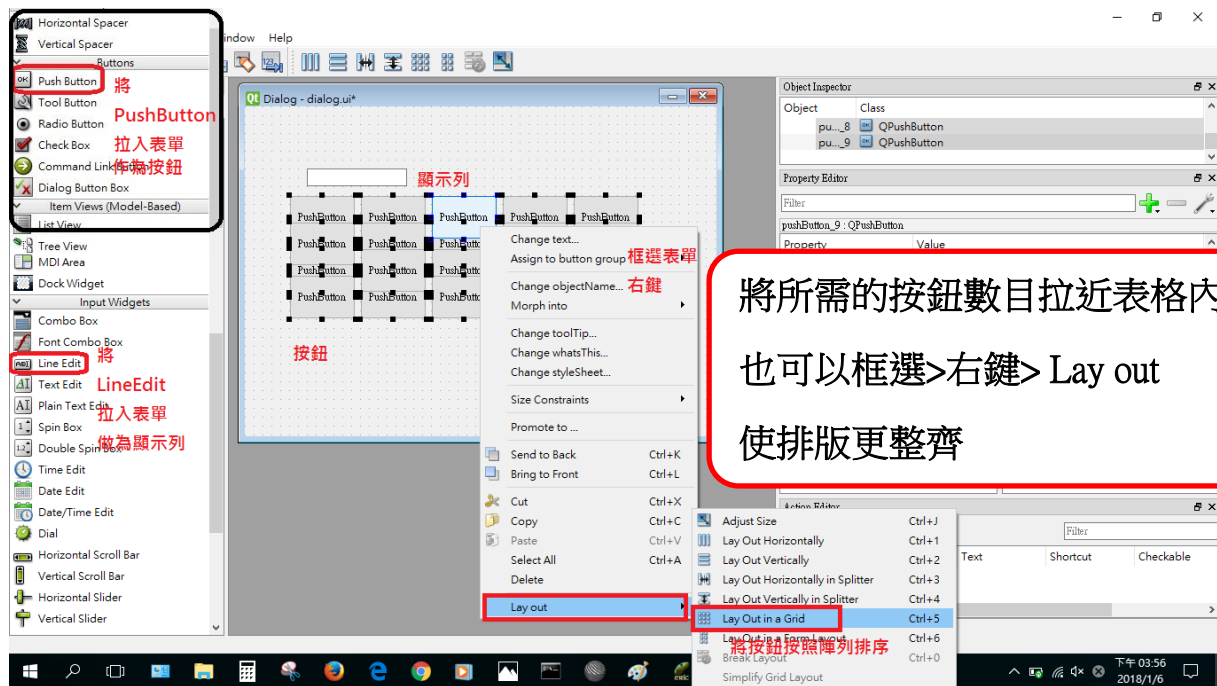 Horizontal Spacer
Vertical Spacer
Buttons
Push Button
Tool Button
Radio Button
Check Box
Command Link
Dialog Button Box
Item Views (Model-Based)
List View
Tree View
MDI Area
Dock Widget
Input Widgets
Combo Box
Font Combo Box
Line Edit
Text Edit
Plain Text Edit
Spin Box
Double Spin Box
Time Edit
Date Edit
Date/Time Edit
Dial
Horizontal Scroll Bar
Vertical Scroll Bar
Horizontal Slider
Vertical Slider
將
PushButton
拉入表單
作為按鈕
將
LineEdit
拉入表單
做為顯示列
indow Help
Dialog - dialog.ui*
顯示列
PushButton PushButton PushButton PushButton PushButton
PushButton PushButton PushButt
PushButton PushButton PushButt
PushButton PushButton PushButt
按鈕
Change text...
Assign to button group
框選表單
Change objectName...
右鍵
Morph into
Change toolTip...
Change whatsThis...
Change styleSheet...
Size Constraints
Promote to ...
Send to Back Ctrl+K
Bring to Front Ctrl+L
Cut Ctrl+X
Copy Ctrl+C
Paste Ctrl+V
Select All Ctrl+A
Delete
Lay out
Adjust Size Ctrl+J
Lay Out Horizontally Ctrl+1
Lay Out Vertically Ctrl+2
Lay Out Horizontally in Splitter Ctrl+3
Lay Out Vertically in Splitter Ctrl+4
Lay Out in a Grid Ctrl+5
Lay Out in a Form Layout Ctrl+6
將按鈕按照陣列排序
Break Layout Ctrl+0
Simplify Grid Layout
Object Inspector
Object Class
pu..._8 QPushButton
pu..._9 QPushButton
Property Editor
Filter
pushButton_9 : QPushButton
Property Value
將所需的按鈕數目拉近表格內
也可以框選>右鍵> Lay out
使排版更整齊
Action Editor
Filter
Text Shortcut Checkable
下午 03:56
2018/1/6